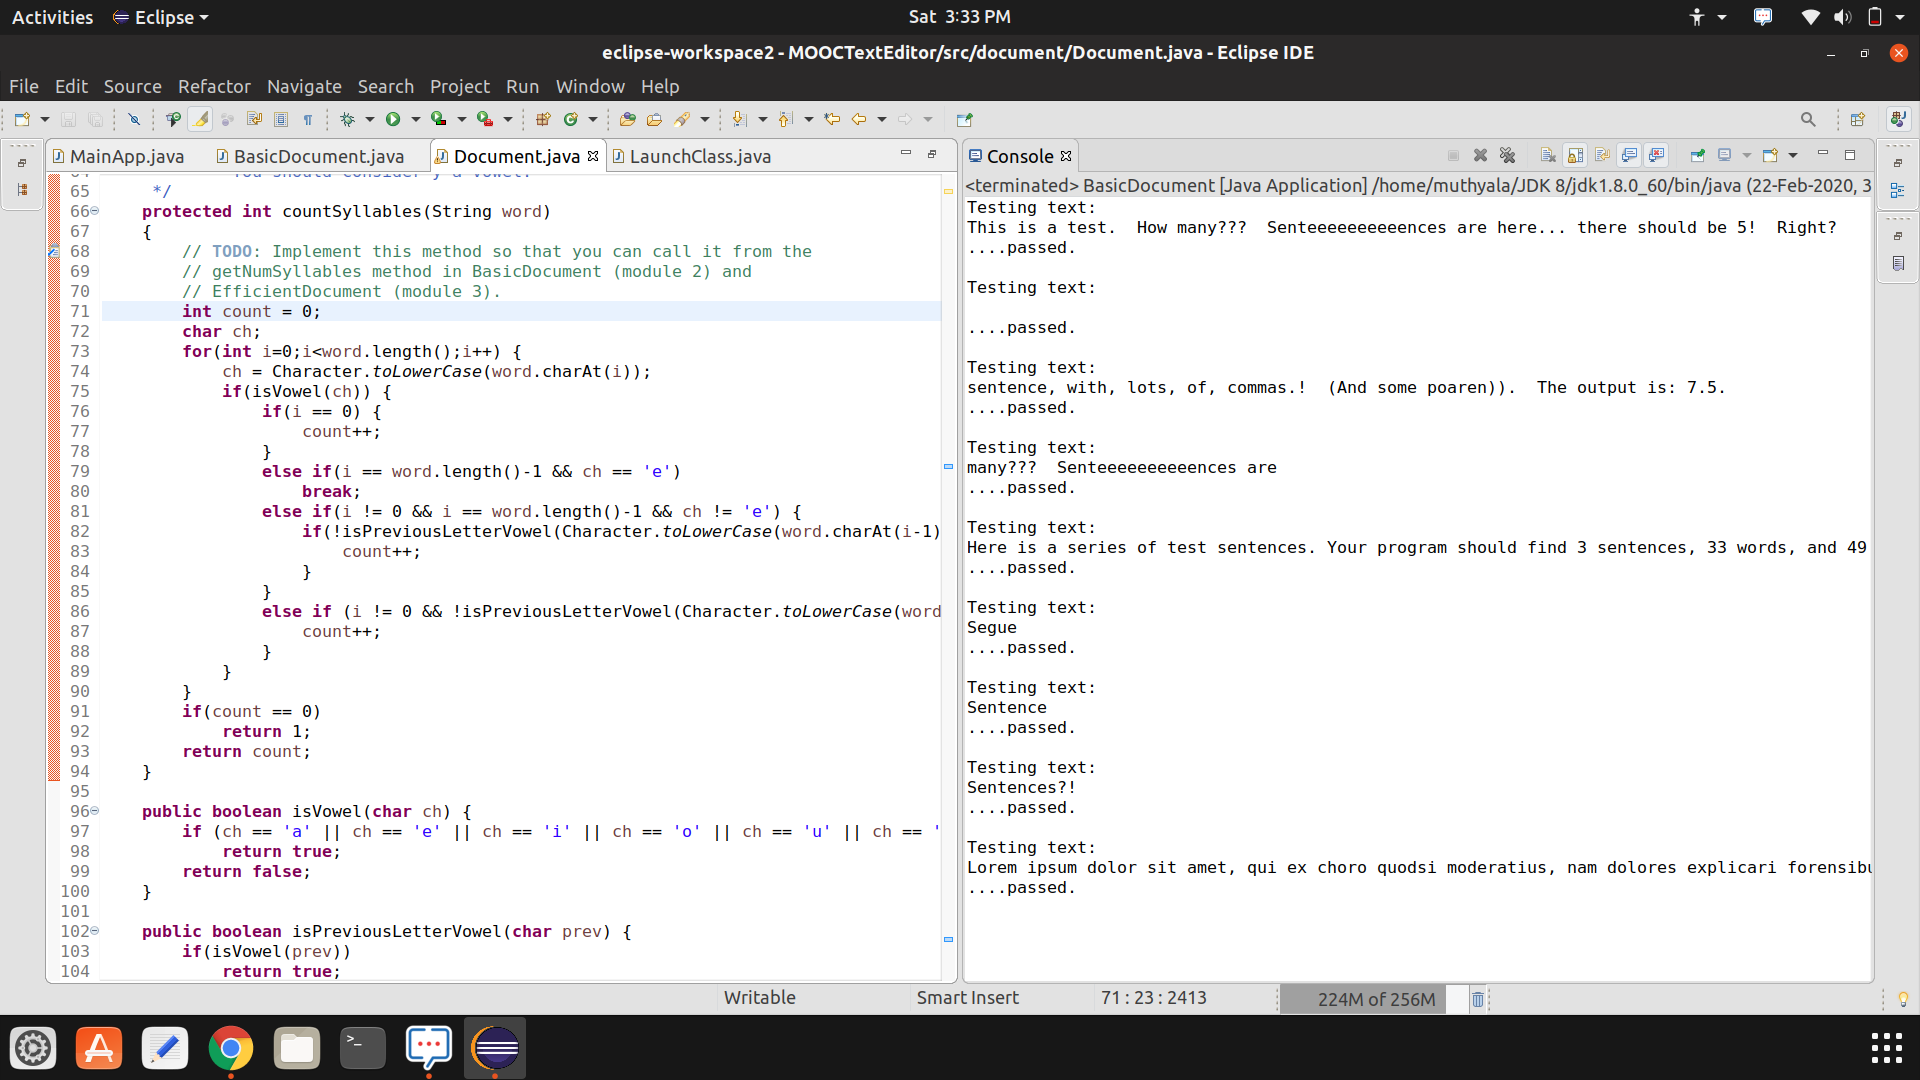 Activities Eclipse Sat 3:33 PM
eclipse-workspace2 - MOOCTextEditor/src/document/Document.java - Eclipse IDE
File Edit Source Refactor Navigate Search Project Run Window Help
MainApp.java BasicDocument.java Document.java LaunchClass.java
65 */
66 protected int countSyllables(String word)
67 {
68 // TODO: Implement this method so that you can call it from the
69 // getNumSyllables method in BasicDocument (module 2) and
70 // EfficientDocument (module 3).
71 int count = 0;
72 char ch;
73 for(int i=0;i<word.length();i++) {
74 ch = Character.toLowerCase(word.charAt(i));
75 if(isVowel(ch)) {
76 if(i == 0) {
77 count++;
78 }
79 else if(i == word.length()-1 && ch == 'e')
80 break;
81 else if(i != 0 && i == word.length()-1 && ch != 'e') {
82 if(!isPreviousLetterVowel(Character.toLowerCase(word.charAt(i-1)
83 count++;
84 }
85 }
86 else if (i != 0 && !isPreviousLetterVowel(Character.toLowerCase(word
87 count++;
88 }
89 }
90 }
91 if(count == 0)
92 return 1;
93 return count;
94 }
95
96 public boolean isVowel(char ch) {
97 if (ch == 'a' || ch == 'e' || ch == 'i' || ch == 'o' || ch == 'u' || ch == '
98 return true;
99 return false;
100 }
101
102 public boolean isPreviousLetterVowel(char prev) {
103 if(isVowel(prev))
104 return true;
Console
<terminated> BasicDocument [Java Application] /home/muthyala/JDK 8/jdk1.8.0_60/bin/java (22-Feb-2020, 3
Testing text:
This is a test.  How many???  Senteeeeeeeeeences are here... there should be 5!  Right?
....passed.
Testing text:
....passed.
Testing text:
sentence, with, lots, of, commas.!  (And some poaren)).  The output is: 7.5.
....passed.
Testing text:
many???  Senteeeeeeeeeences are
....passed.
Testing text:
Here is a series of test sentences. Your program should find 3 sentences, 33 words, and 49
....passed.
Testing text:
Segue
....passed.
Testing text:
Sentence
....passed.
Testing text:
Sentences?!
....passed.
Testing text:
Lorem ipsum dolor sit amet, qui ex choro quodsi moderatius, nam dolores explicari forensibu
....passed.
Writable Smart Insert 71 : 23 : 2413 224M of 256M